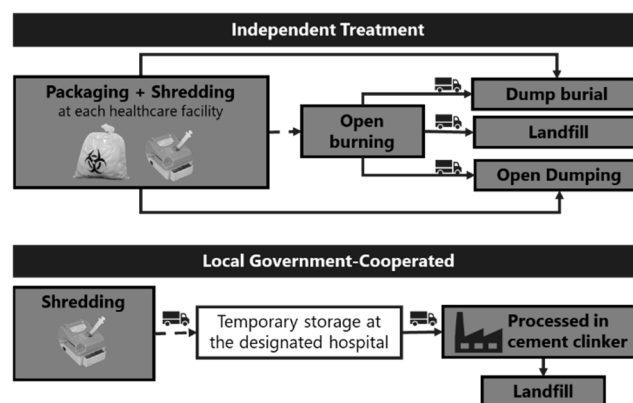 Independent Treatment
Packaging + Shredding
at each healthcare facility
Open
burning
Dump burial
Landfill
Open Dumping
Local Government-Cooperated
Shredding
Temporary storage at
the designated hospital
Processed in
cement clinker
Landfill